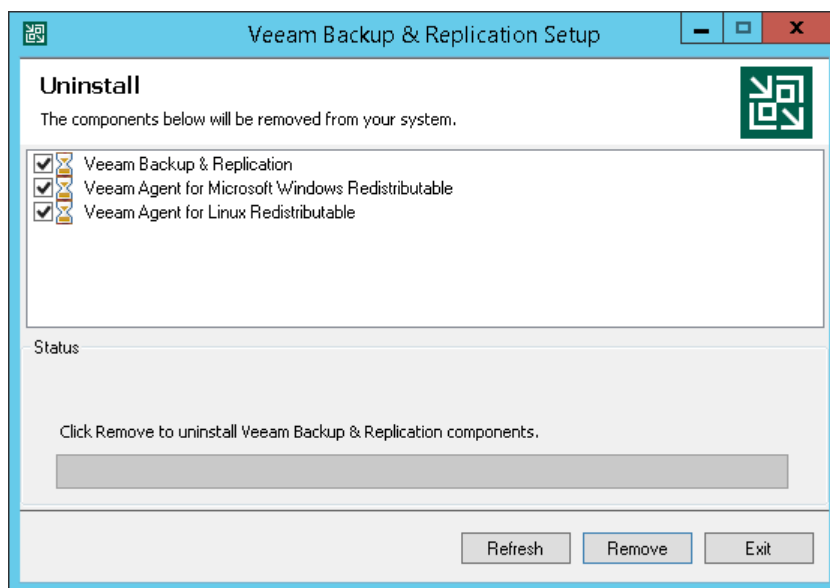 Veeam Backup & Replication Setup
Uninstall
The components below will be removed from your system.
Veeam Backup & Replication
Veeam Agent for Microsoft Windows Redistributable
Veeam Agent for Linux Redistributable
Status
Click Remove to uninstall Veeam Backup & Replication components.
Refresh Remove Exit